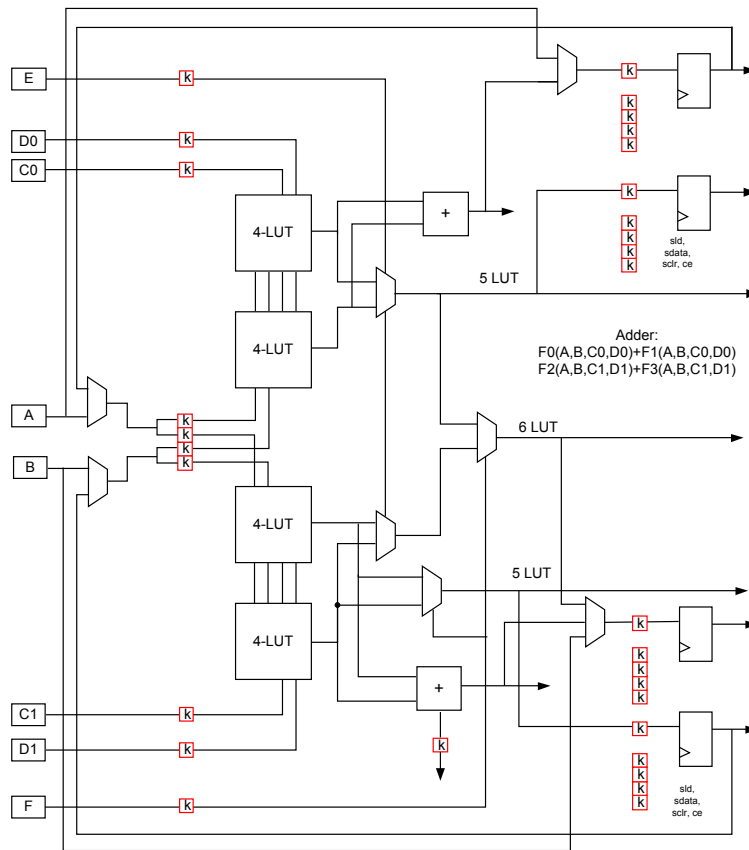 E
k
k
k
k
k
k
k
D0
k
C0
k
k
4-LUT
+
k
k
k
k
sld,
sdata,
sclr, ce
5 LUT
4-LUT
Adder:
F0(A,B,C0,D0)+F1(A,B,C0,D0)
F2(A,B,C1,D1)+F3(A,B,C1,D1)
A
k
k
6 LUT
k
B
k
4-LUT
5 LUT
k
4-LUT
k
k
k
k
+
C1
k
k
k
D1
k
k
k
k
k
F
k
sld,
sdata,
sclr, ce